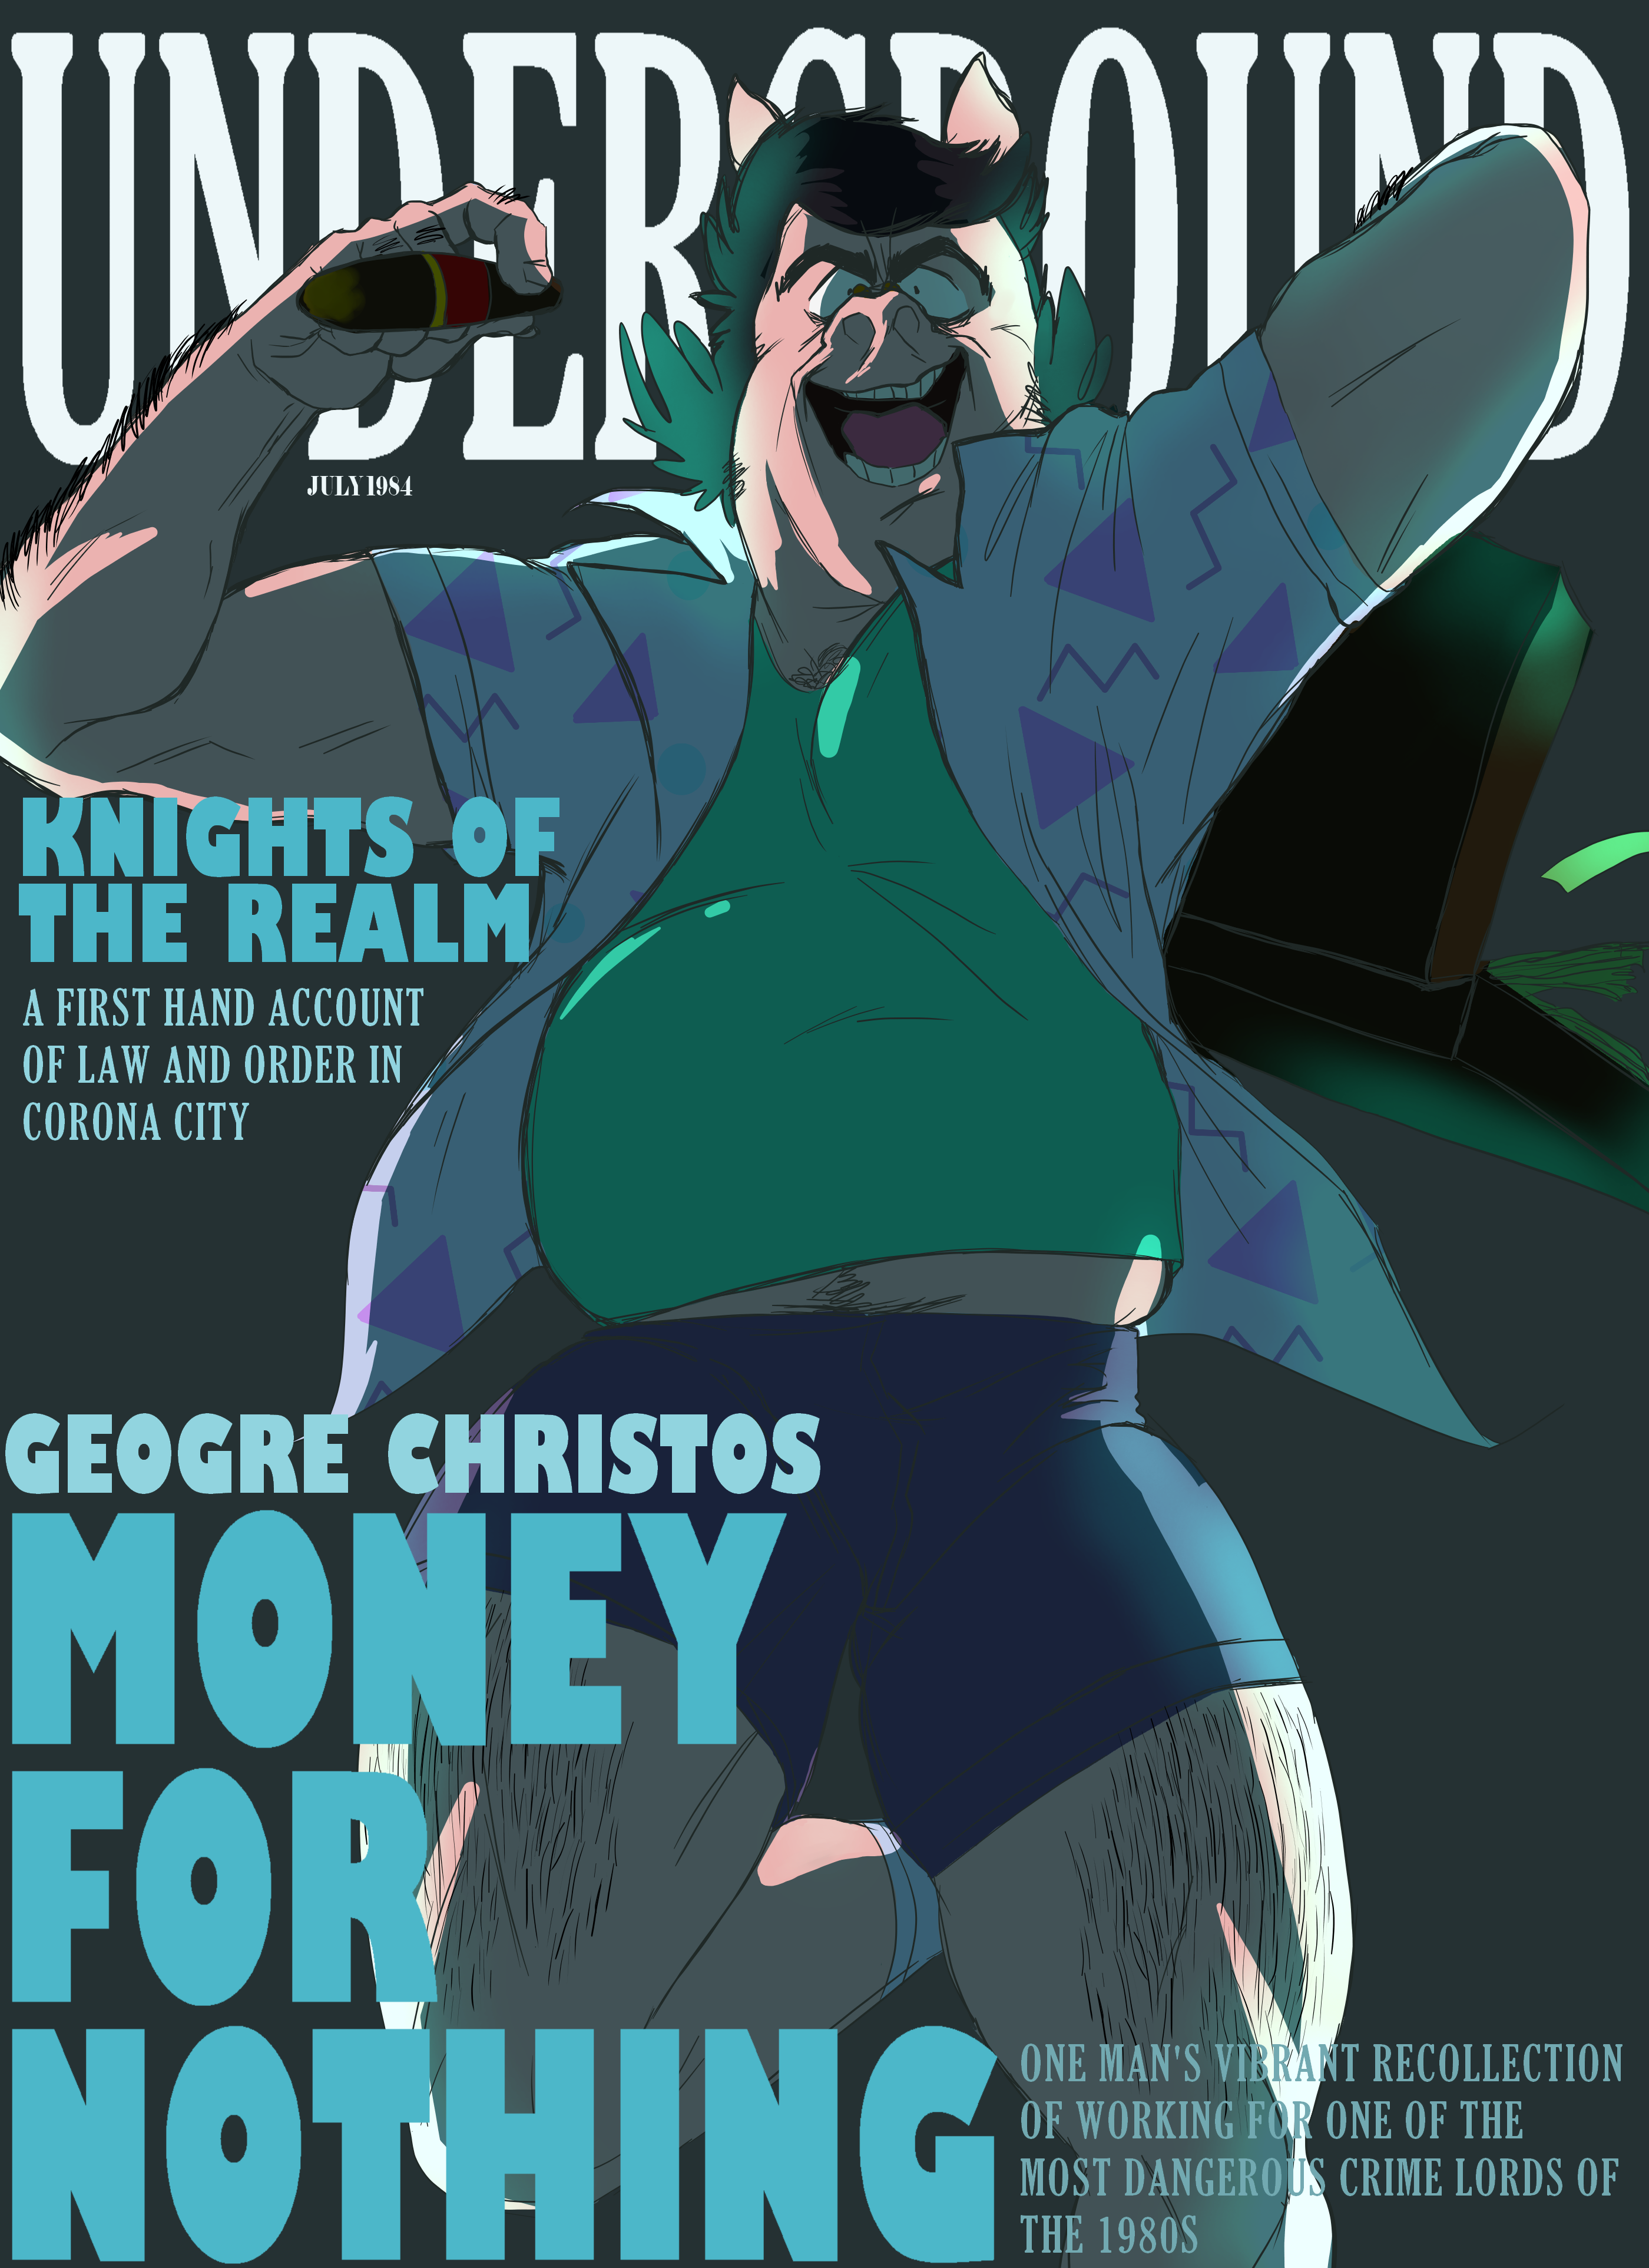 UNDERGROUND
JULY 1984
KNIGHTS OF
THE REALM
A FIRST HAND ACCOUNT
OF LAW AND ORDER IN
CORONA CITY
GEOGRE CHRISTOS
MONEY
FOR
NOTHING
ONE MAN'S VIBRANT RECOLLECTION
OF WORKING FOR ONE OF THE
MOST DANGEROUS CRIME LORDS OF
THE 1980S